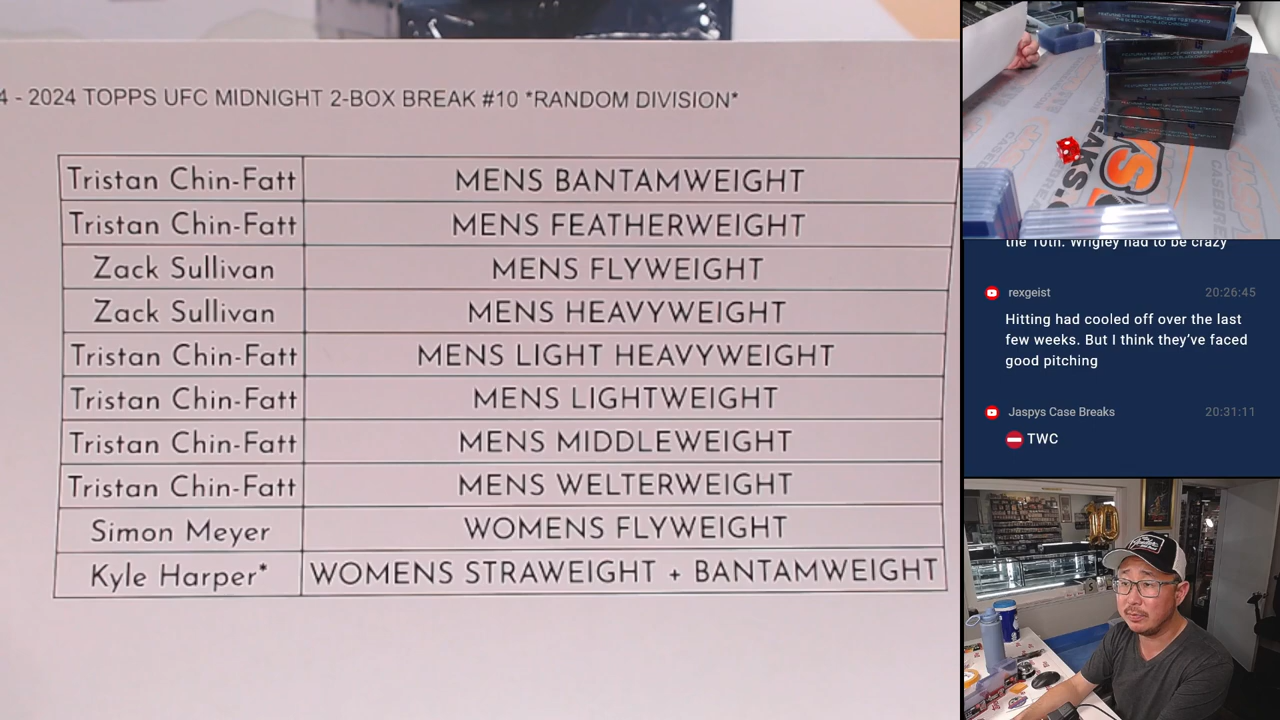 4 - 2024 TOPPS UFC MIDNIGHT 2-BOX BREAK #10 *RANDOM DIVISION*
Tristan Chin-Fatt MENS BANTAMWEIGHT
Tristan Chin-Fatt MENS FEATHERWEIGHT
Zack Sullivan MENS FLYWEIGHT
Zack Sullivan MENS HEAVYWEIGHT
Tristan Chin-Fatt MENS LIGHT HEAVYWEIGHT
Tristan Chin-Fatt MENS LIGHTWEIGHT
Tristan Chin-Fatt MENS MIDDLEWEIGHT
Tristan Chin-Fatt MENS WELTERWEIGHT
Simon Meyer WOMENS FLYWEIGHT
Kyle Harper* WOMENS STRAWEIGHT + BANTAMWEIGHT
the 10th. Wrigley had to be crazy
rexgeist 20:26:45
Hitting had cooled off over the last
few weeks. But I think they've faced
good pitching
Jaspys Case Breaks 20:31:11
TWC